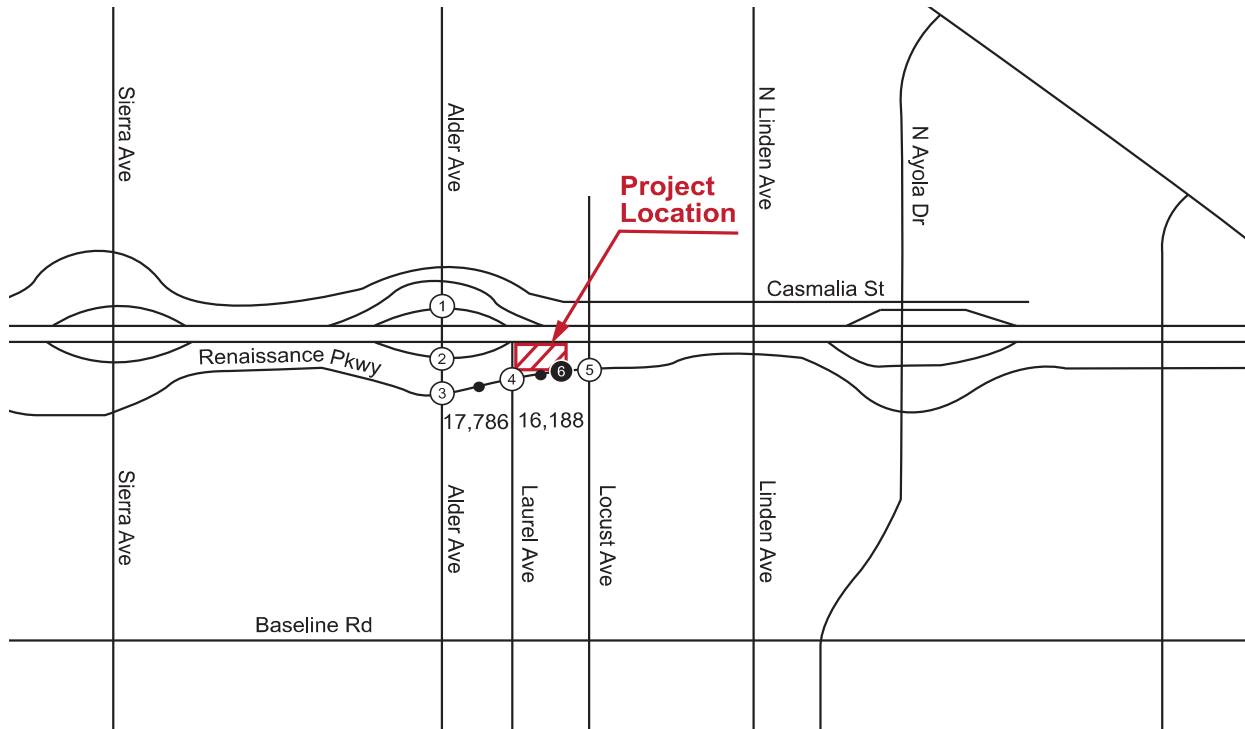 Sierra Ave
Alder Ave
N Linden Ave
N Ayola Dr
Project
Location
Casmalia St
1
2
Renaissance Pkwy
3
4
6
5
17,786
16,188
Sierra Ave
Alder Ave
Laurel Ave
Locust Ave
Linden Ave
Baseline Rd